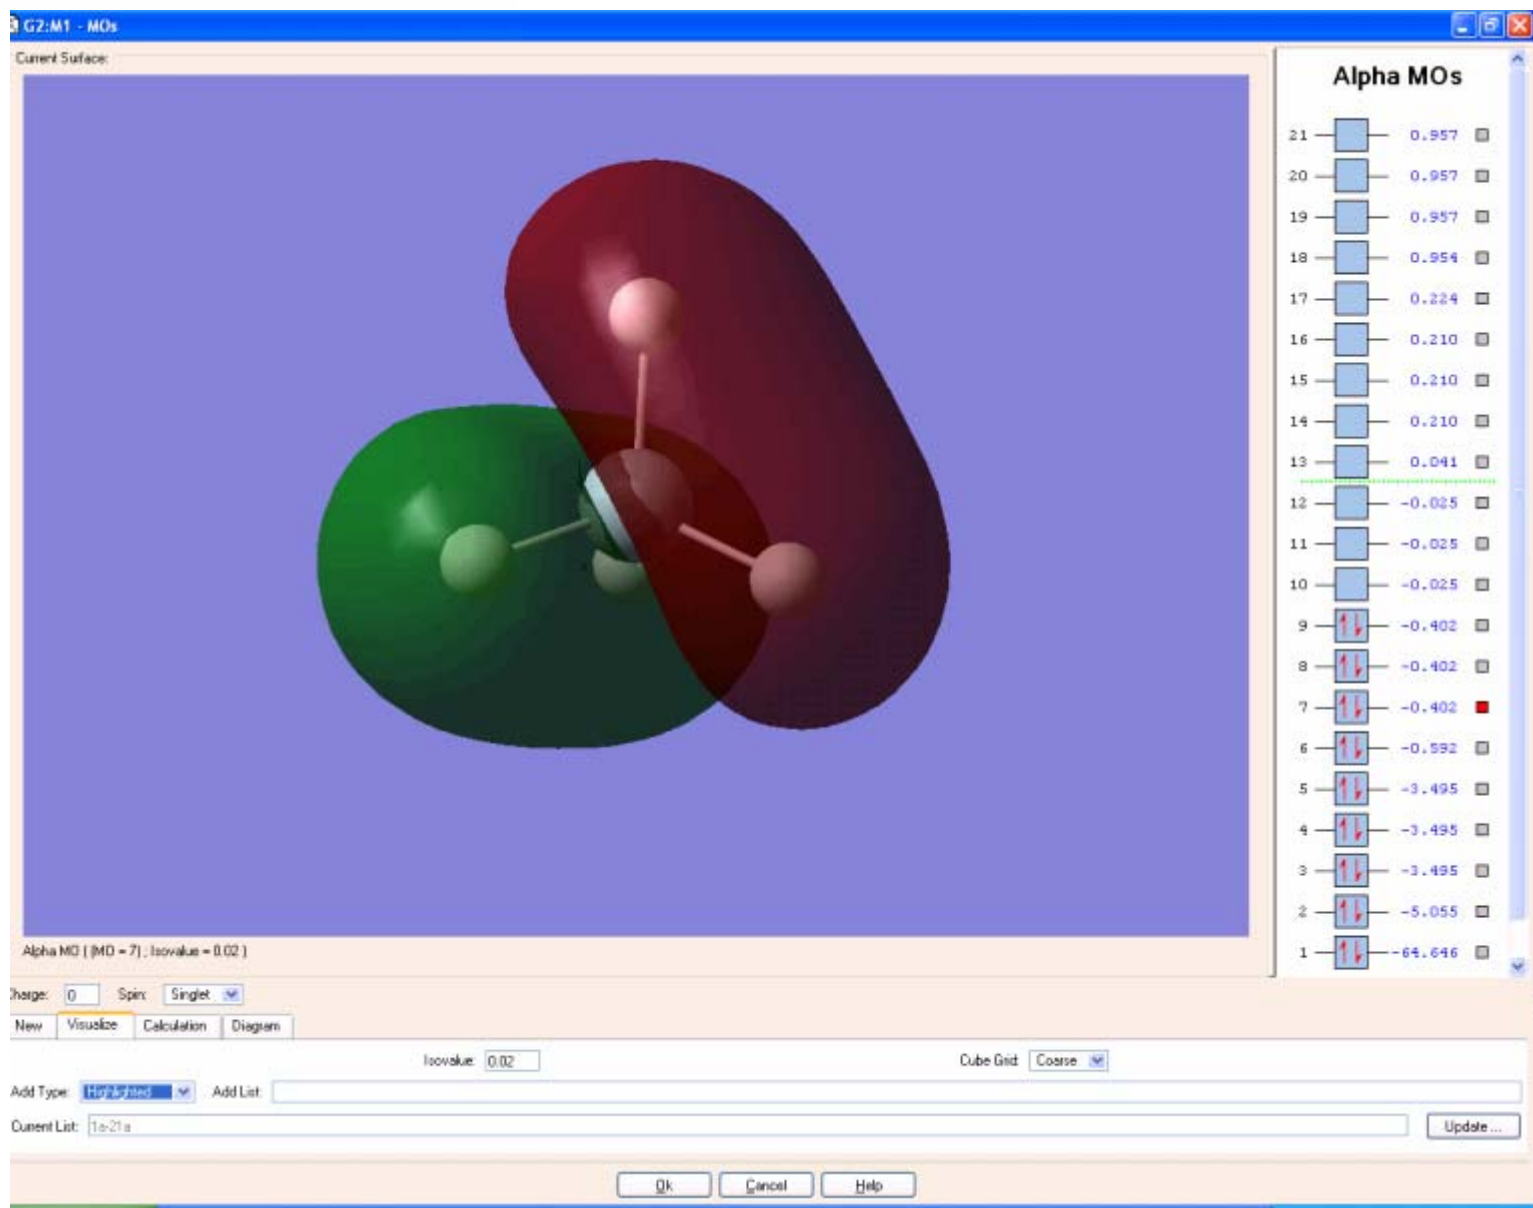 G2:M1 - MOs
Current Surface:
Alpha MOs
21 0.957
20 0.957
19 0.957
18 0.954
17 0.224
16 0.210
15 0.210
14 0.210
13 0.041
12 -0.025
11 -0.025
10 -0.025
9 -0.402
8 -0.402
7 -0.402
6 -0.592
5 -3.495
4 -3.495
3 -3.495
2 -5.055
1 -64.646
Alpha MO ( (MO = 7) ; Isovalue = 0.02 )
Charge: 0 Spin: Singlet
New Visualize Calculation Diagram
Isovalue: 0.02 Cube Grid: Coarse
Add Type: Highlighted Add List:
Current List: 1a-21a Update ...
Ok Cancel Help